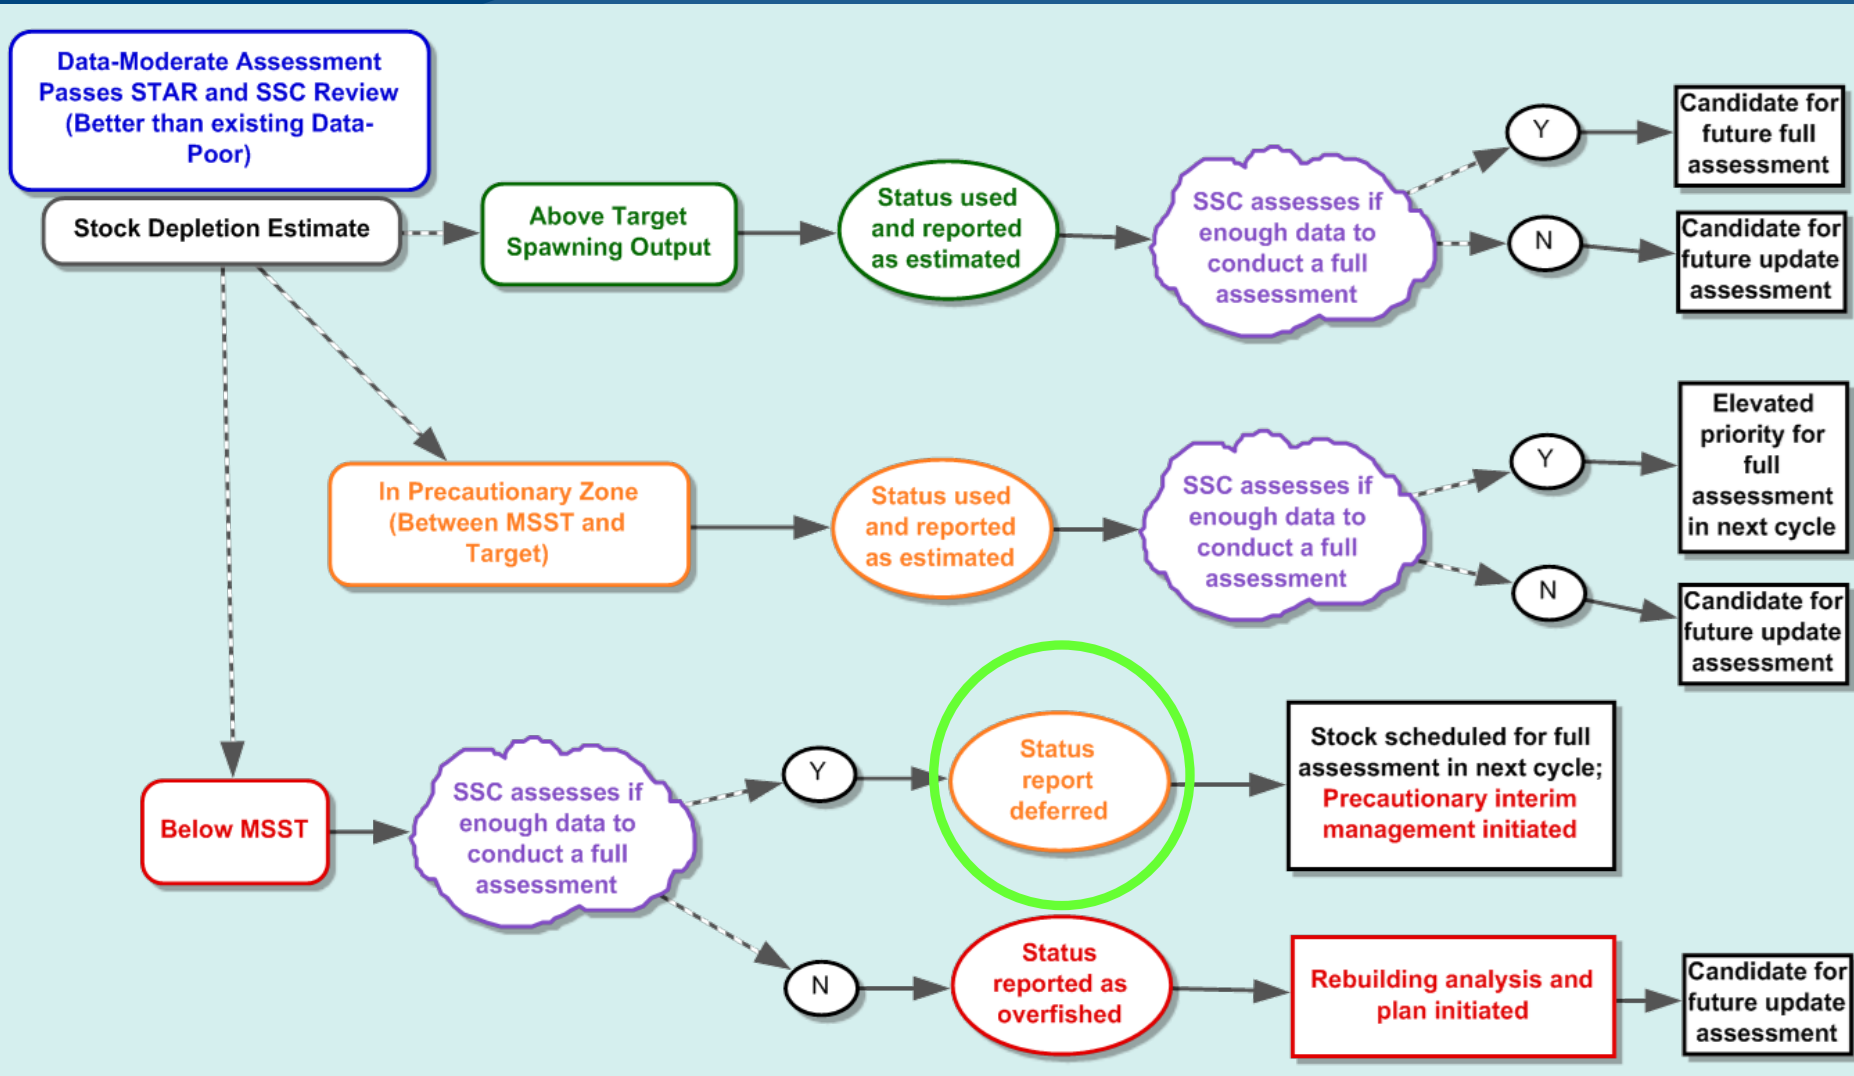 Data-Moderate Assessment
Passes STAR and SSC Review
(Better than existing Data-
Poor)
Stock Depletion Estimate
Above Target
Spawning Output
Status used
and reported
as estimated
SSC assesses if
enough data to
conduct a full
assessment
Y
Candidate for
future full
assessment
N
Candidate for
future update
assessment
In Precautionary Zone
(Between MSST and
Target)
Status used
and reported
as estimated
SSC assesses if
enough data to
conduct a full
assessment
Y
Elevated
priority for
full
assessment
in next cycle
N
Candidate for
future update
assessment
Below MSST
SSC assesses if
enough data to
conduct a full
assessment
Y
Status
report
deferred
Stock scheduled for full
assessment in next cycle;
Precautionary interim
management initiated
N
Status
reported as
overfished
Rebuilding analysis and
plan initiated
Candidate for
future update
assessment